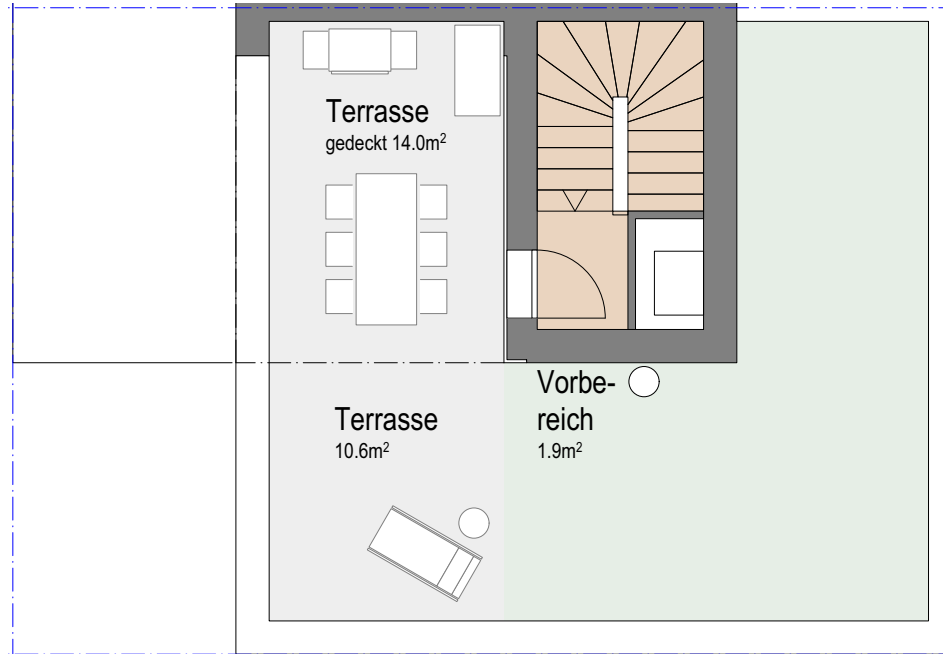 Terrasse
gedeckt 14.0m²
Terrasse
10.6m²
Vorbe-
reich
1.9m²